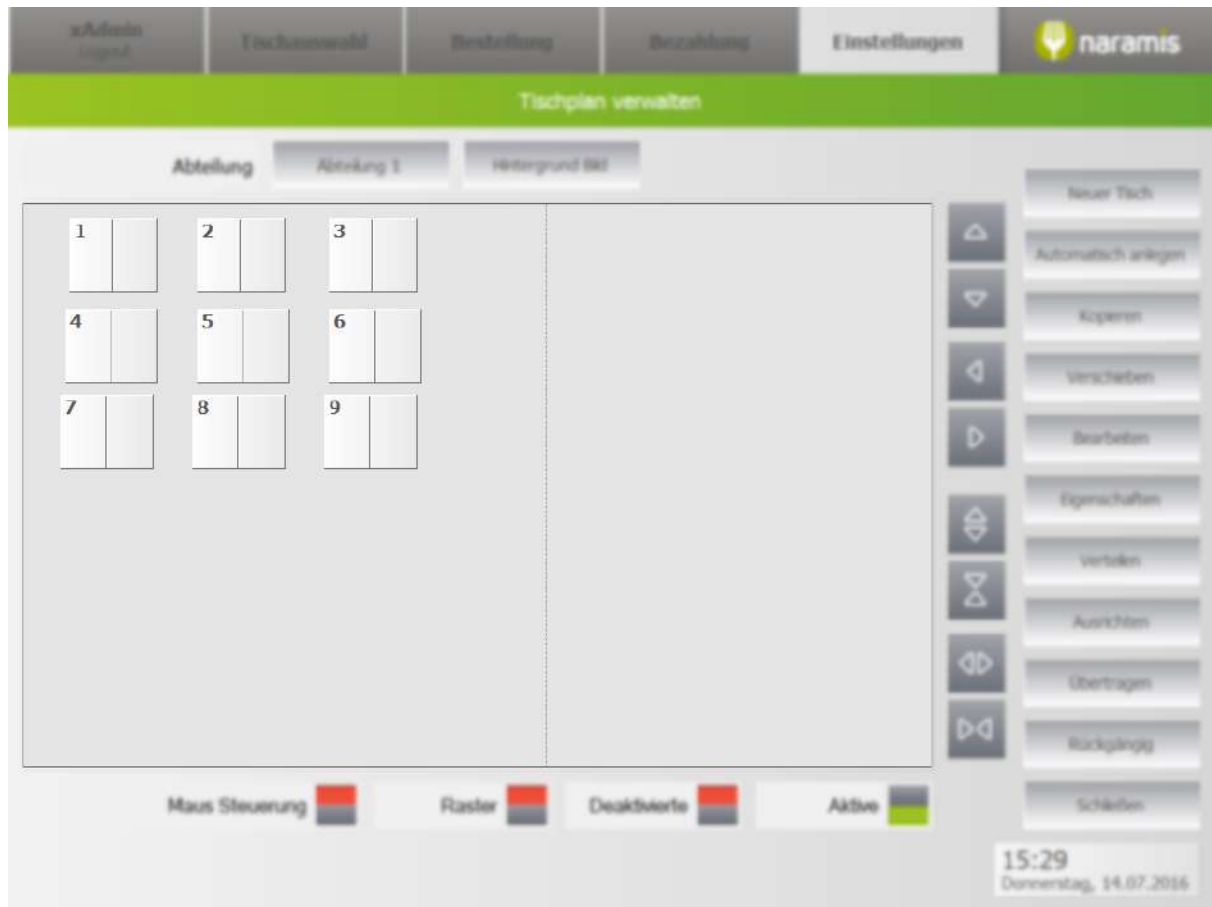 xAdmin
Logout
Tischauswahl
Bestellung
Bezahlung
Einstellungen
naramis
Tischplan verwalten
Abteilung
Abteilung 1
Hintergrund Bild
1
2
3
4
5
6
7
8
9
Neuer Tisch
Automatisch anlegen
Kopieren
Verschieben
Bearbeiten
Eigenschaften
Verteilen
Ausrichten
Übertragen
Rückgängig
Schließen
Maus Steuerung
Raster
Deaktivierte
Aktive
15:29
Donnerstag, 14.07.2016